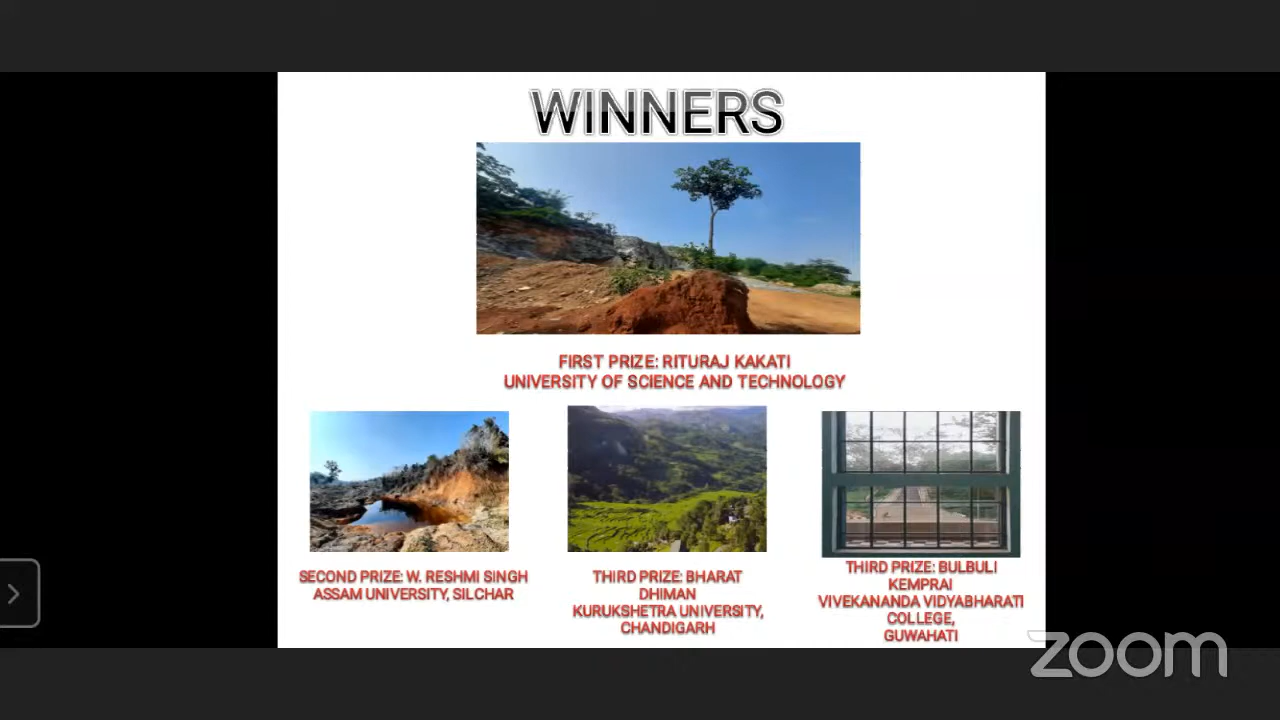 WINNERS
FIRST PRIZE: RITURAJ KAKATI
UNIVERSITY OF SCIENCE AND TECHNOLOGY
SECOND PRIZE: W. RESHMI SINGH
ASSAM UNIVERSITY, SILCHAR
THIRD PRIZE: BHARAT
DHIMAN
KURUKSHETRA UNIVERSITY,
CHANDIGARH
THIRD PRIZE: BULBULI
KEMPRAI
VIVEKANANDA VIDYABHARATI
COLLEGE,
GUWAHATI
zoom